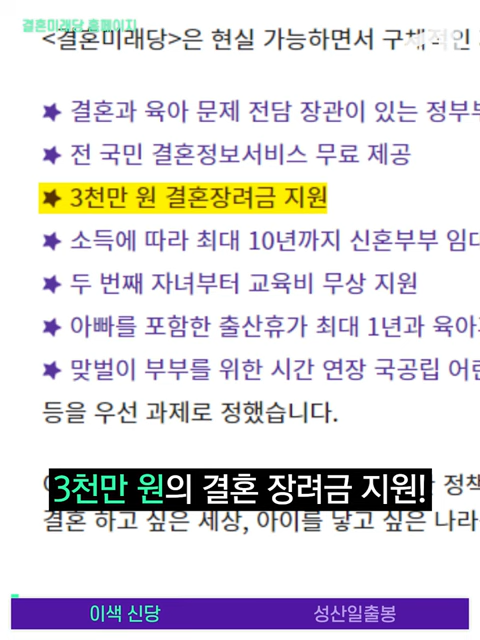 결혼미래당 홈페이지
<결혼미래당>은 현실 가능하면서 구체적인
★ 결혼과 육아 문제 전담 장관이 있는 정부부
★ 전 국민 결혼정보서비스 무료 제공
★ 3천만 원 결혼장려금 지원
★ 소득에 따라 최대 10년까지 신혼부부 임대
★ 두 번째 자녀부터 교육비 무상 지원
★ 아빠를 포함한 출산휴가 최대 1년과 육아
★ 맞벌이 부부를 위한 시간 연장 국공립 어린
등을 우선 과제로 정했습니다.
정책
3천만 원의 결혼 장려금 지원!
결혼 하고 싶은 세상, 아이를 낳고 싶은 나라
이색 신당
성산일출봉